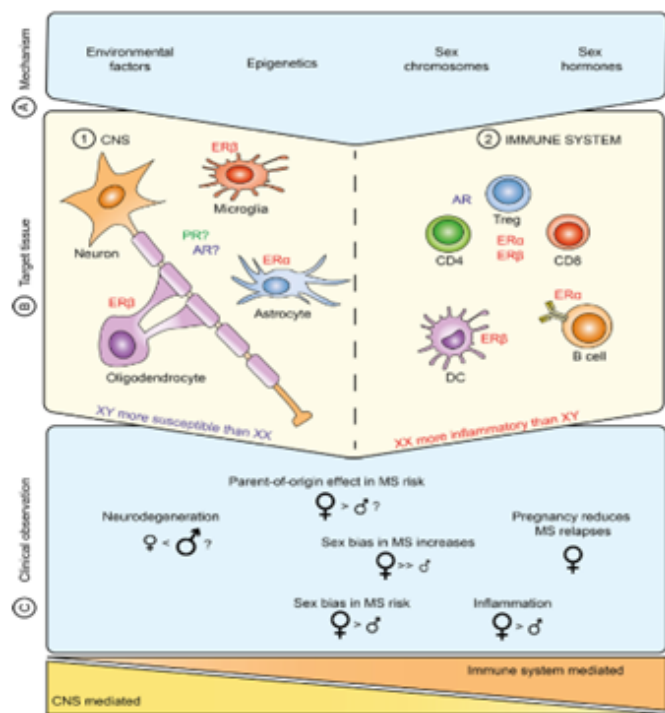 A Mechanism
Environmental
factors
Epigenetics
Sex
chromosomes
Sex
hormones
B Target tissue
1 CNS
2 IMMUNE SYSTEM
ERβ
Microglia
Neuron
PR?
AR?
ERα
Astrocyte
ERβ
Oligodendrocyte
XY more susceptible than XX
AR
Treg
CD4
ERα
ERβ
CD8
ERα
B cell
ERβ
DC
XX more inflammatory than XY
C Clinical observation
Parent-of-origin effect in MS risk
♀ > ♂ ?
Neurodegeneration
♀ < ♂ ?
Sex bias in MS increases
♀ >> ♂
Pregnancy reduces
MS relapses
♀
Sex bias in MS risk
♀ > ♂
Inflammation
♀ > ♂
Immune system mediated
CNS mediated